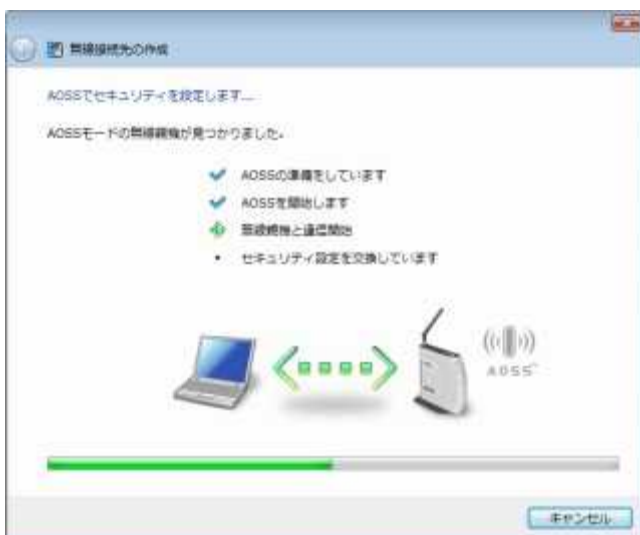 無線接続先の作成
AOSSでセキュリティを設定します...
AOSSモードの無線親機が見つかりました。
AOSSの準備をしています
AOSSを開始します
無線親機と通信開始
セキュリティ設定を交換しています
AOSS™
キャンセル